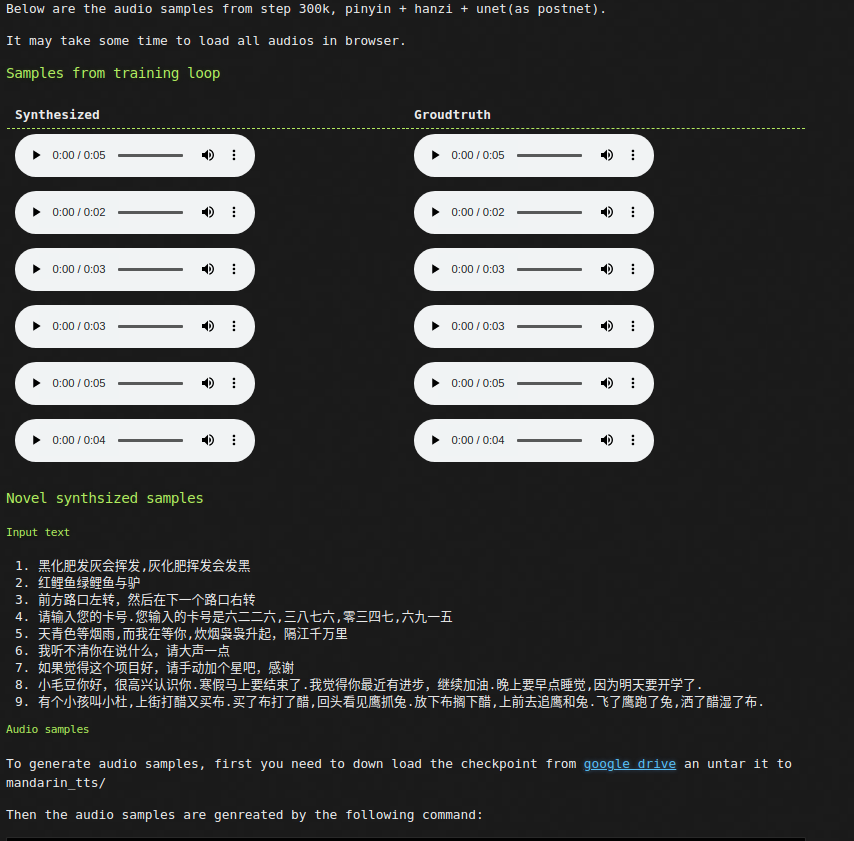 Below are the audio samples from step 300k, pinyin + hanzi + unet(as postnet).
It may take some time to load all audios in browser.
Samples from training loop
Synthesized Groudtruth
0:00 / 0:05 0:00 / 0:05
0:00 / 0:02 0:00 / 0:02
0:00 / 0:03 0:00 / 0:03
0:00 / 0:03 0:00 / 0:03
0:00 / 0:05 0:00 / 0:05
0:00 / 0:04 0:00 / 0:04
Novel synthsized samples
Input text
1. 黑化肥发灰会挥发,灰化肥挥发会发黑
2. 红鲤鱼绿鲤鱼与驴
3. 前方路口左转，然后在下一个路口右转
4. 请输入您的卡号.您输入的卡号是六二二六,三八七六,零三四七,六九一五
5. 天青色等烟雨,而我在等你,炊烟袅袅升起，隔江千万里
6. 我听不清你在说什么，请大声一点
7. 如果觉得这个项目好，请手动加个星吧，感谢
8. 小毛豆你好，很高兴认识你.寒假马上要结束了.我觉得你最近有进步，继续加油.晚上要早点睡觉,因为明天要开学了.
9. 有个小孩叫小杜,上街打醋又买布.买了布打了醋,回头看见鹰抓兔.放下布搁下醋,上前去追鹰和兔.飞了鹰跑了兔,洒了醋湿了布.
Audio samples
To generate audio samples, first you need to down load the checkpoint from google drive an untar it to
mandarin_tts/
Then the audio samples are genreated by the following command: